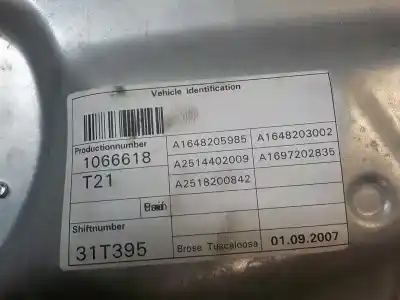 Vehicle identification
Productionnumber
1066618
T21
A1648205985 A1648203002
A2514402009 A1697202835
A2518200842
Shiftnumber
31T395
Brose Tuscaloosa 01.09.2007